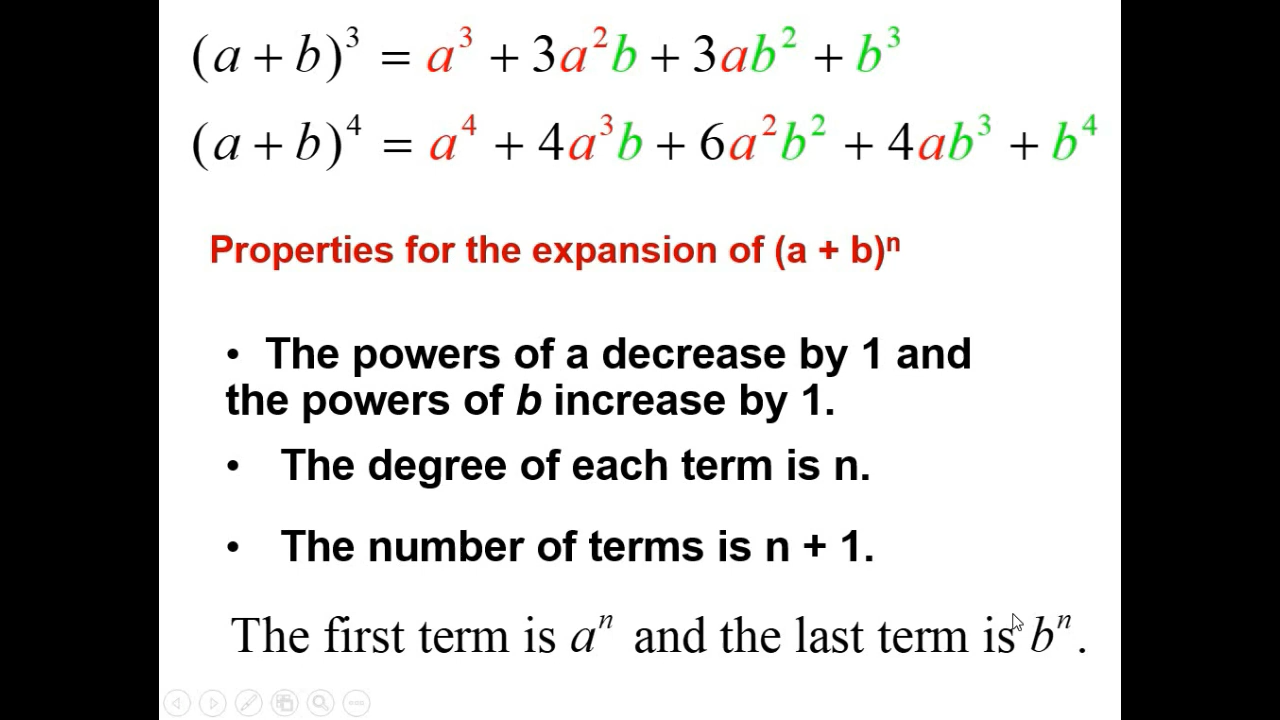 (a + b)³ = a³ + 3a²b + 3ab² + b³
(a + b)⁴ = a⁴ + 4a³b + 6a²b² + 4ab³ + b⁴
Properties for the expansion of (a + b)ⁿ
• The powers of a decrease by 1 and
the powers of b increase by 1.
• The degree of each term is n.
• The number of terms is n + 1.
The first term is aⁿ and the last term is bⁿ.